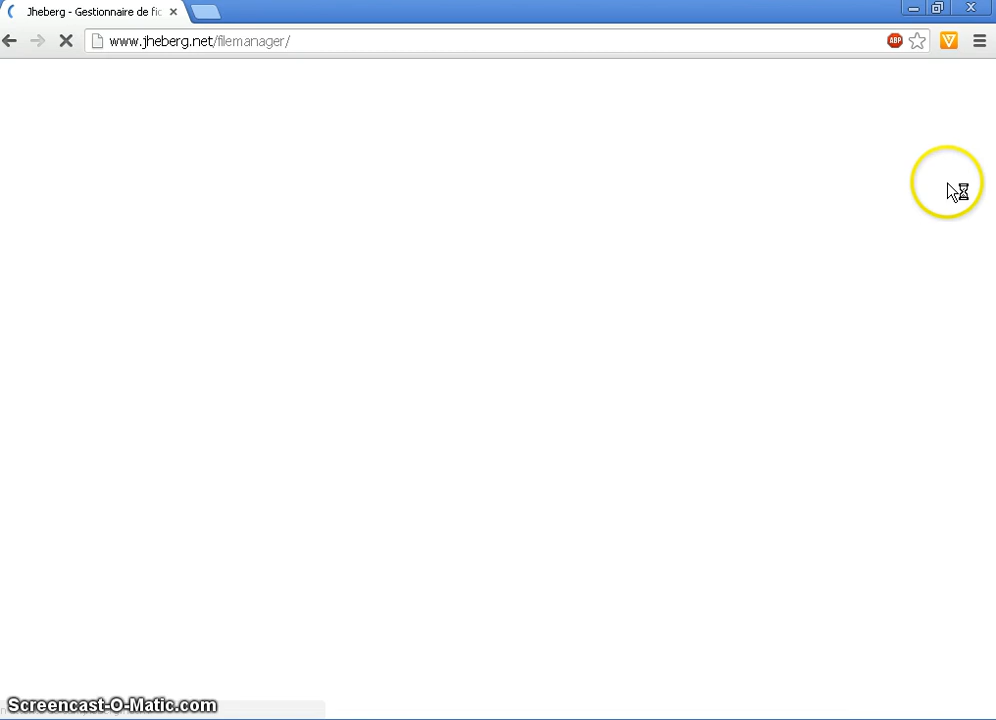 Jheberg - Gestionnaire de fic
www.jheberg.net/filemanager/
ABP
Screencast-O-Matic.com